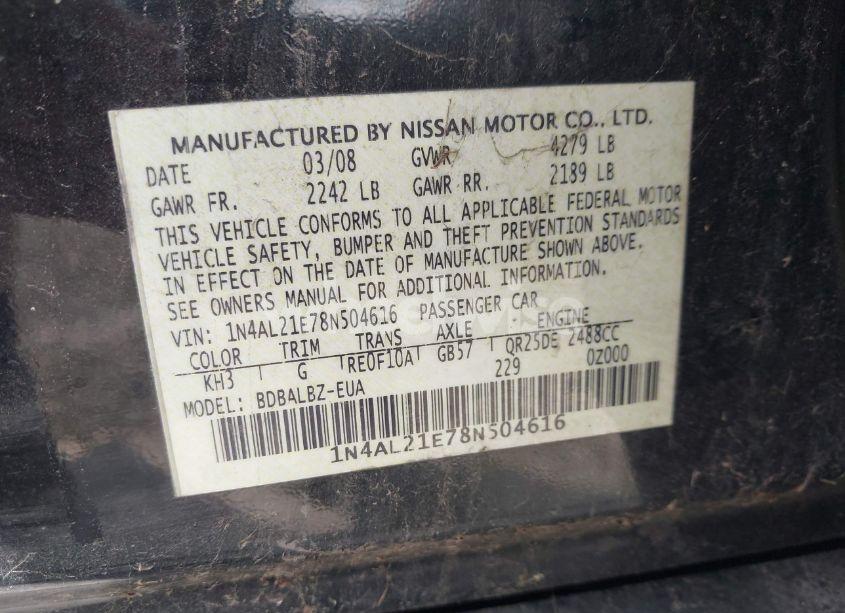 MANUFACTURED BY NISSAN MOTOR CO., LTD.
DATE 03/08 GVWR 4279 LB
GAWR FR. 2242 LB GAWR RR. 2189 LB
THIS VEHICLE CONFORMS TO ALL APPLICABLE FEDERAL MOTOR
VEHICLE SAFETY, BUMPER AND THEFT PREVENTION STANDARDS
IN EFFECT ON THE DATE OF MANUFACTURE SHOWN ABOVE.
SEE OWNERS MANUAL FOR ADDITIONAL INFORMATION.
VIN: 1N4AL21E78N504616 PASSENGER CAR
COLOR TRIM TRANS AXLE ENGINE
KH3 G RE0F10A GB57 QR25DE 2488CC
MODEL: BDBALBZ-EUA 229 0Z000
1N4AL21E78N504616